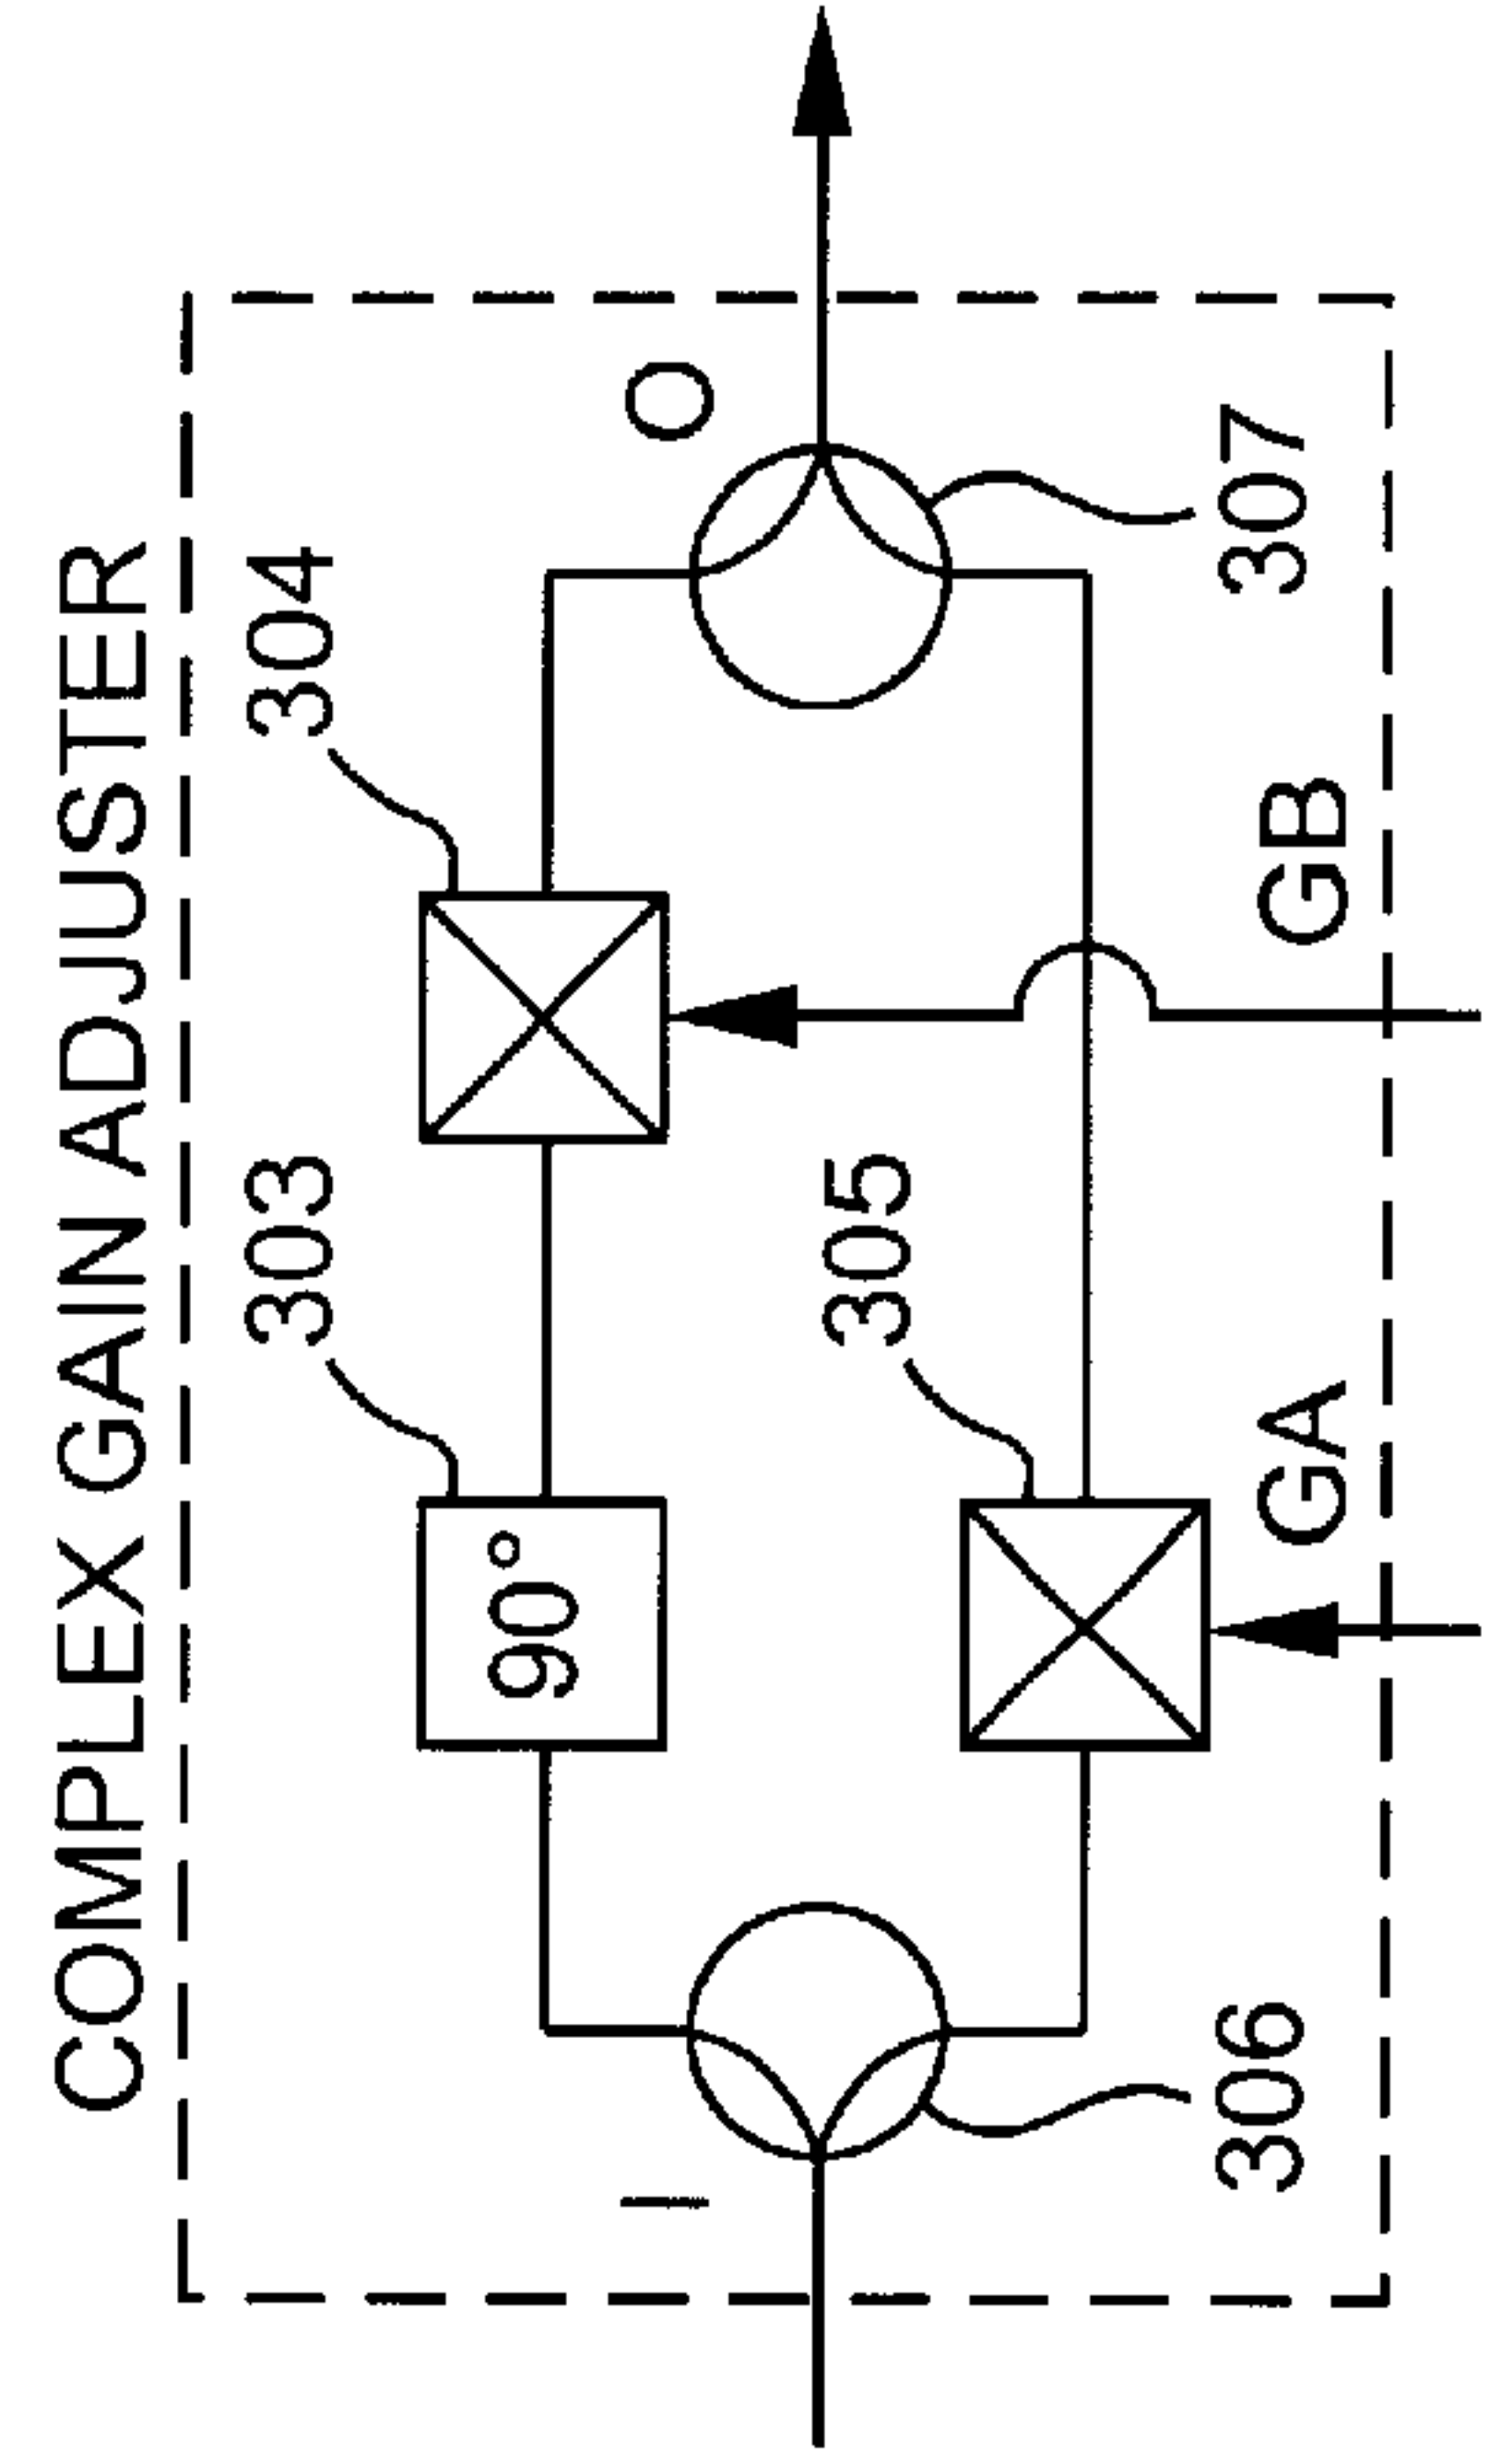 COMPLEX GAIN ADJUSTER
303
304
90°
I
O
305
306
GA
GB
307